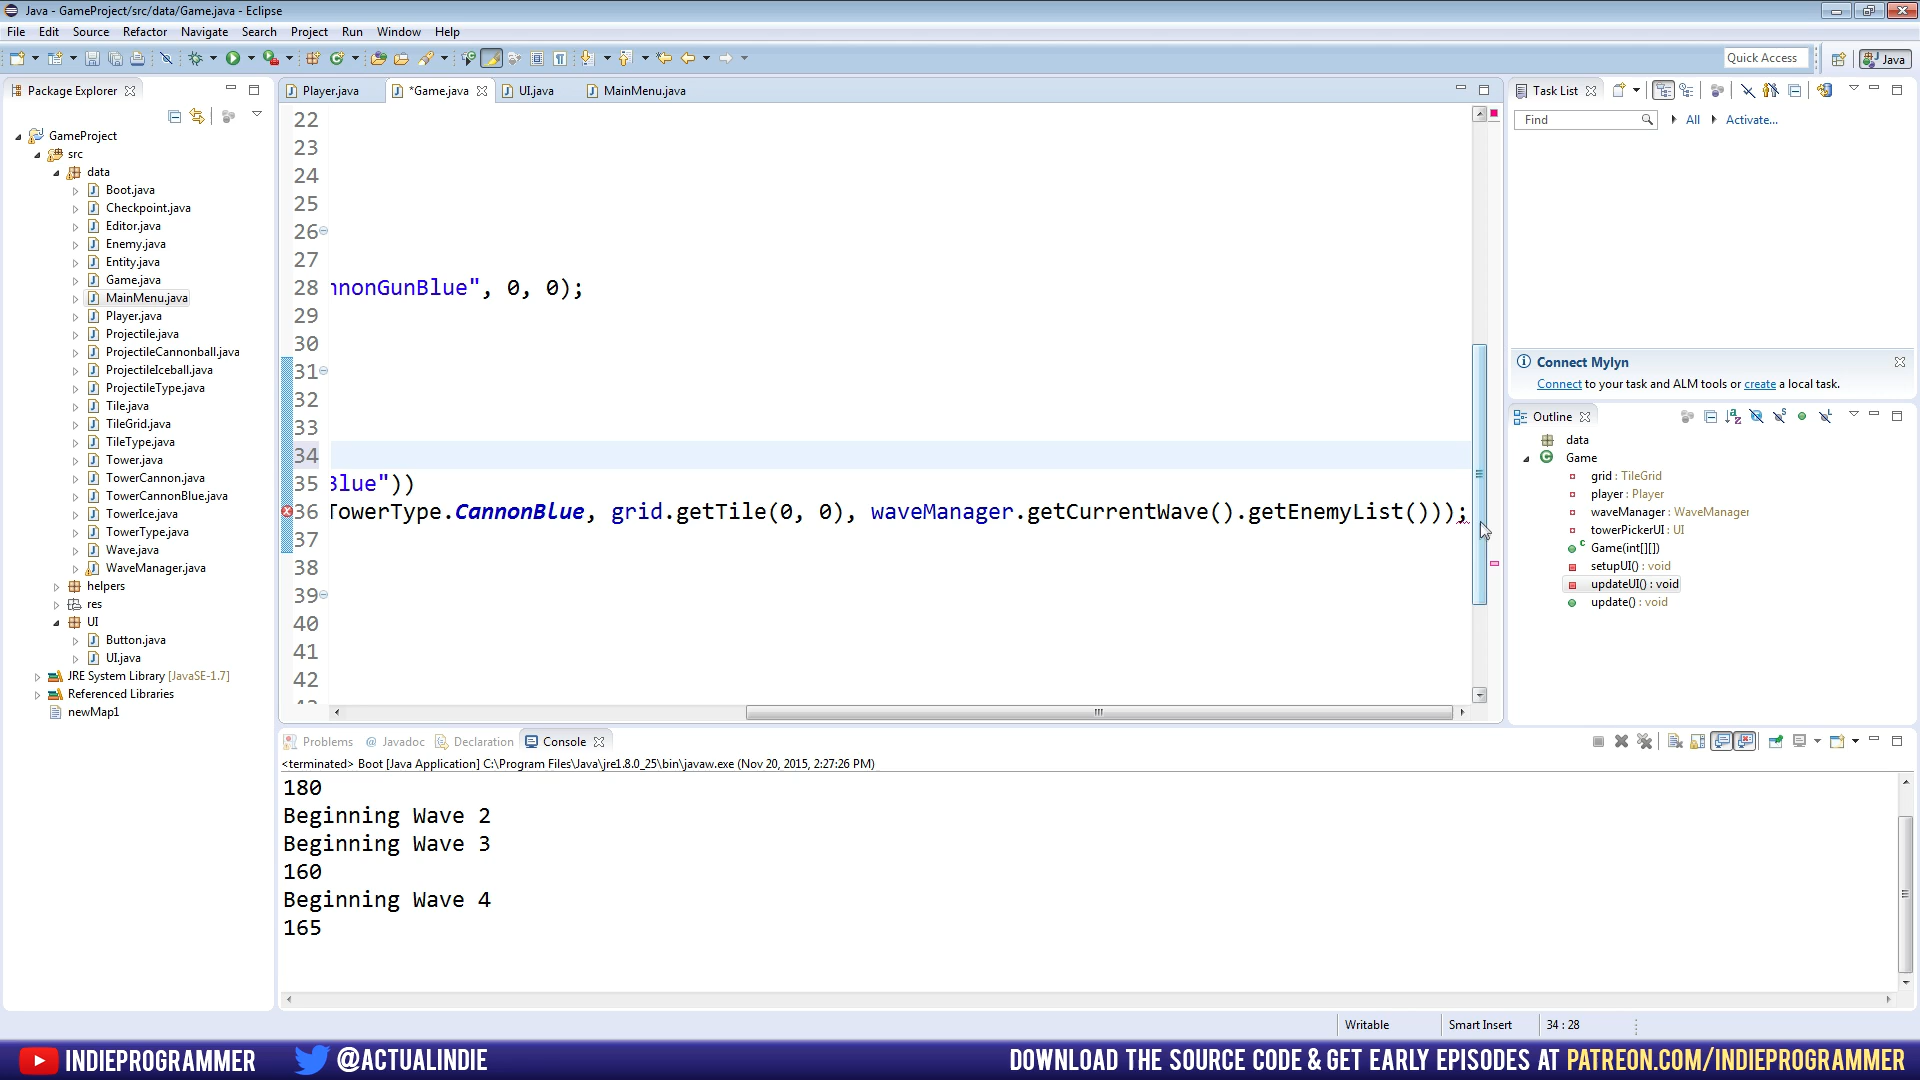 Java - GameProject/src/data/Game.java - Eclipse
File Edit Source Refactor Navigate Search Project Run Window Help
Quick Access
Java
Package Explorer
GameProject
src
data
Boot.java
Checkpoint.java
Editor.java
Enemy.java
Entity.java
Game.java
MainMenu.java
Player.java
Projectile.java
ProjectileCannonball.java
ProjectileIceball.java
ProjectileType.java
Tile.java
TileGrid.java
TileType.java
Tower.java
TowerCannon.java
TowerCannonBlue.java
TowerIce.java
TowerType.java
Wave.java
WaveManager.java
helpers
res
UI
Button.java
UI.java
JRE System Library [JavaSE-1.7]
Referenced Libraries
newMap1
Player.java *Game.java UI.java MainMenu.java
22
23
24
25
26
27
28 nnonGunBlue", 0, 0);
29
30
31
32
33
34
35 Blue"))
36 TowerType.CannonBlue, grid.getTile(0, 0), waveManager.getCurrentWave().getEnemyList()));
37
38
39
40
41
42
Task List
Find All Activate...
Connect Mylyn
Connect to your task and ALM tools or create a local task.
Outline
data
Game
grid : TileGrid
player : Player
waveManager : WaveManager
towerPickerUI : UI
Game(int[][])
setupUI() : void
updateUI() : void
update() : void
Problems @ Javadoc Declaration Console
<terminated> Boot [Java Application] C:\Program Files\Java\jre1.8.0_25\bin\javaw.exe (Nov 20, 2015, 2:27:26 PM)
180
Beginning Wave 2
Beginning Wave 3
160
Beginning Wave 4
165
Writable Smart Insert 34 : 28
INDIEPROGRAMMER @ACTUALINDIE DOWNLOAD THE SOURCE CODE & GET EARLY EPISODES AT PATREON.COM/INDIEPROGRAMMER